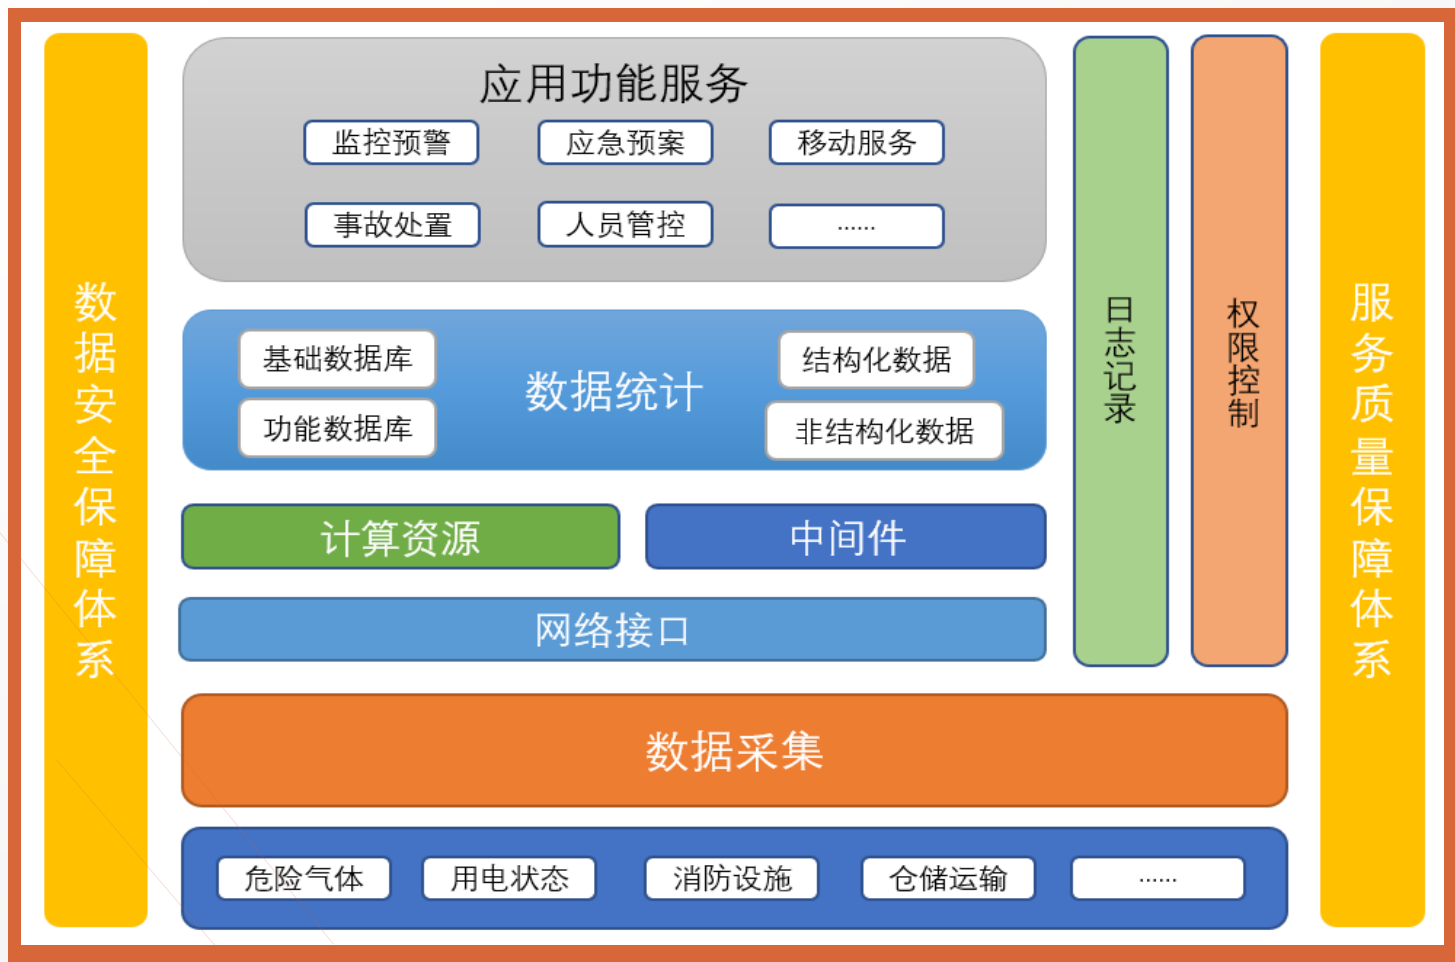 数据安全保障体系
应用功能服务
监控预警
应急预案
移动服务
事故处置
人员管控
······
基础数据库
功能数据库
数据统计
结构化数据
非结构化数据
计算资源
中间件
网络接口
日志记录
权限控制
数据采集
危险气体
用电状态
消防设施
仓储运输
······
服务质量保障体系